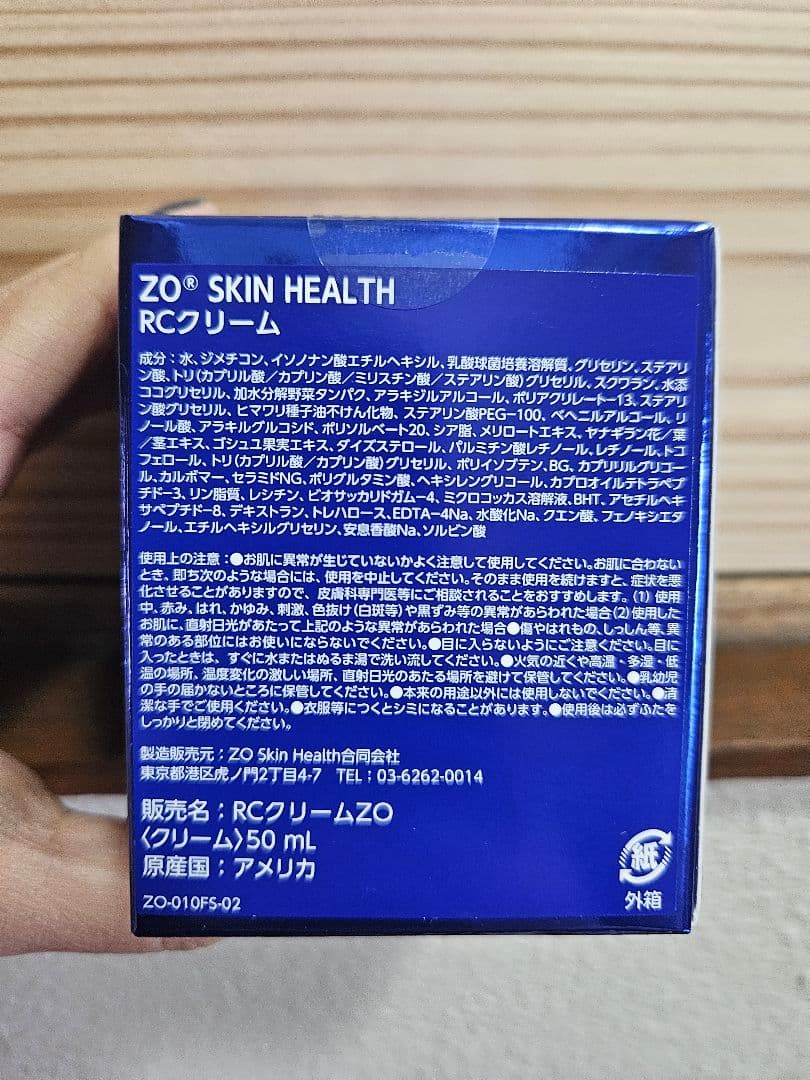 ZO® SKIN HEALTH
RCクリーム
成分：水、ジメチコン、イソノナン酸エチルヘキシル、乳酸球菌培養溶解質、グリセリン、ステアリ
ン酸、トリ（カプリル酸／カプリン酸／ミリスチン酸／ステアリン酸）グリセリル、スクワラン、水添
ココグリセリル、加水分解野菜タンパク、アラキジルアルコール、ポリアクリレート-13、ステアリ
ン酸グリセリル、ヒマワリ種子油不けん化物、ステアリン酸PEG-100、ベヘニルアルコール、リ
ノール酸、アラキルグルコシド、ポリソルベート20、シア脂、メリロートエキス、ヤナギラン花／葉
／茎エキス、ゴシュユ果実エキス、ダイズステロール、パルミチン酸レチノール、レチノール、トコ
フェロール、トリ（カプリル酸／カプリン酸）グリセリル、ポリイソブテン、BG、カプリリルグリコー
ル、カルボマー、セラミドNG、ポリグルタミン酸、ヘキシレングリコール、カプロオイルテトラペプ
チド-3、リン脂質、レシチン、ビオサッカリドガム-4、ミクロコッカス溶解液、BHT、アセチルヘキ
サペプチド-8、デキストラン、トレハロース、EDTA-4Na、水酸化Na、クエン酸、フェノキシエタ
ノール、エチルヘキシルグリセリン、安息香酸Na、ソルビン酸
使用上の注意：●お肌に異常が生じていないかよく注意して使用してください。お肌に合わない
とき、即ち次のような場合には、使用を中止してください。そのまま使用を続けますと、症状を悪
化させることがありますので、皮膚科専門医等にご相談されることをおすすめします。（1）使用
中、赤み、はれ、かゆみ、刺激、色抜け（白斑等）や黒ずみ等の異常があらわれた場合（2）使用した
お肌に、直射日光があたって上記のような異常があらわれた場合●傷やはれもの、しっしん等、異
常のある部位にはお使いにならないでください。●目に入らないようにご注意ください。目に
入ったときは、すぐに水またはぬるま湯で洗い流してください。●火気の近くや高温・多湿・低
温の場所、温度変化の激しい場所、直射日光のあたる場所を避けて保管してください。●乳幼児
の手の届かないところに保管してください。●本来の用途以外には使用しないでください。●清
潔な手でご使用ください。●衣服等につくとシミになることがあります。●使用後は必ずふたを
しっかりと閉めてください。
製造販売元：ZO Skin Health合同会社
東京都港区虎ノ門2丁目4-7　TEL：03-6262-0014
販売名：RCクリームZO
〈クリーム〉50 mL
原産国：アメリカ
ZO-010FS-02
紙
外箱